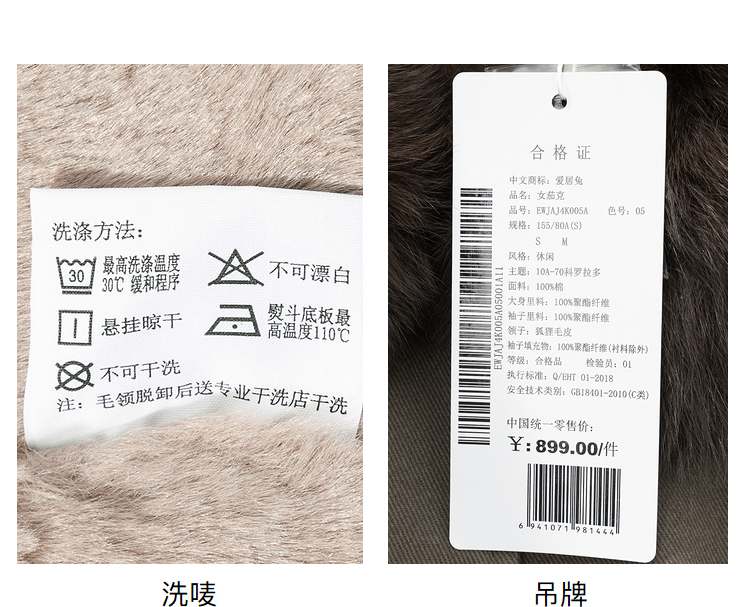 洗涤方法:
30
最高洗涤温度
30℃ 缓和程序
不可漂白
悬挂晾干
熨斗底板最
高温度110℃
不可干洗
注: 毛领脱卸后送专业干洗店干洗
洗唛
合格证
中文商标: 爱居兔
品名: 女茄克
品号: EWJAJ4K005A 色号: 05
规格: 155/80A(S)
S M
风格: 休闲
主题: 10A-70科罗拉多
面料: 100%棉
大身里料: 100%聚酯纤维
袖子里料: 100%聚酯纤维
领子: 狐狸毛皮
袖子填充物: 100%聚酯纤维(衬料除外)
等级: 合格品 检验员: 01
执行标准: Q/EHT 01-2018
安全技术类别: GB18401-2010(C类)
EWJAJ4K005A05001A11
中国统一零售价:
¥: 899.00/件
6 941071 981444
吊牌